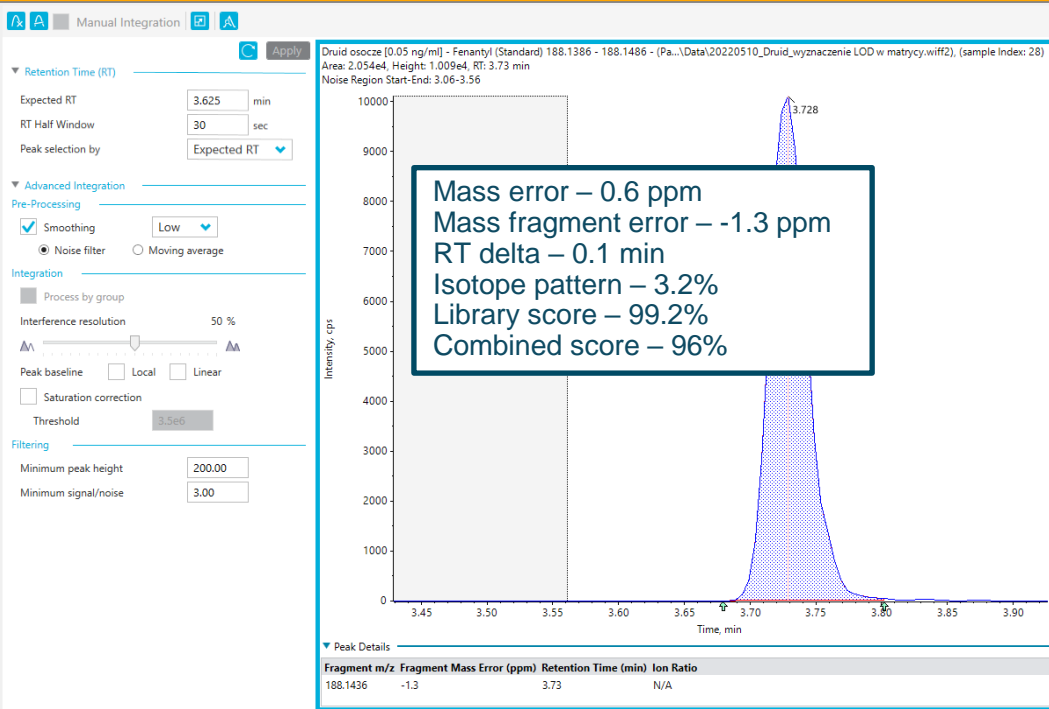 Manual Integration
Apply
Retention Time (RT)
Expected RT 3.625 min
RT Half Window 30 sec
Peak selection by Expected RT
Advanced Integration
Pre-Processing
Smoothing Low
Noise filter Moving average
Integration
Process by group
Interference resolution 50 %
Peak baseline Local Linear
Saturation correction
Threshold 3.5e6
Filtering
Minimum peak height 200.00
Minimum signal/noise 3.00
Druid osocze [0.05 ng/ml] - Fenantyl (Standard) 188.1386 - 188.1486 - (Pa...\Data\20220510_Druid_wyznaczenie LOD w matrycy.wiff2), (sample Index: 28)
Area: 2.054e4, Height: 1.009e4, RT: 3.73 min
Noise Region Start-End: 3.06-3.56
3.728
Mass error – 0.6 ppm
Mass fragment error – -1.3 ppm
RT delta – 0.1 min
Isotope pattern – 3.2%
Library score – 99.2%
Combined score – 96%
Intensity, cps
10000
9000
8000
7000
6000
5000
4000
3000
2000
1000
0
3.45 3.50 3.55 3.60 3.65 3.70 3.75 3.80 3.85 3.90
Time, min
Peak Details
Fragment m/z Fragment Mass Error (ppm) Retention Time (min) Ion Ratio
188.1436 -1.3 3.73 N/A